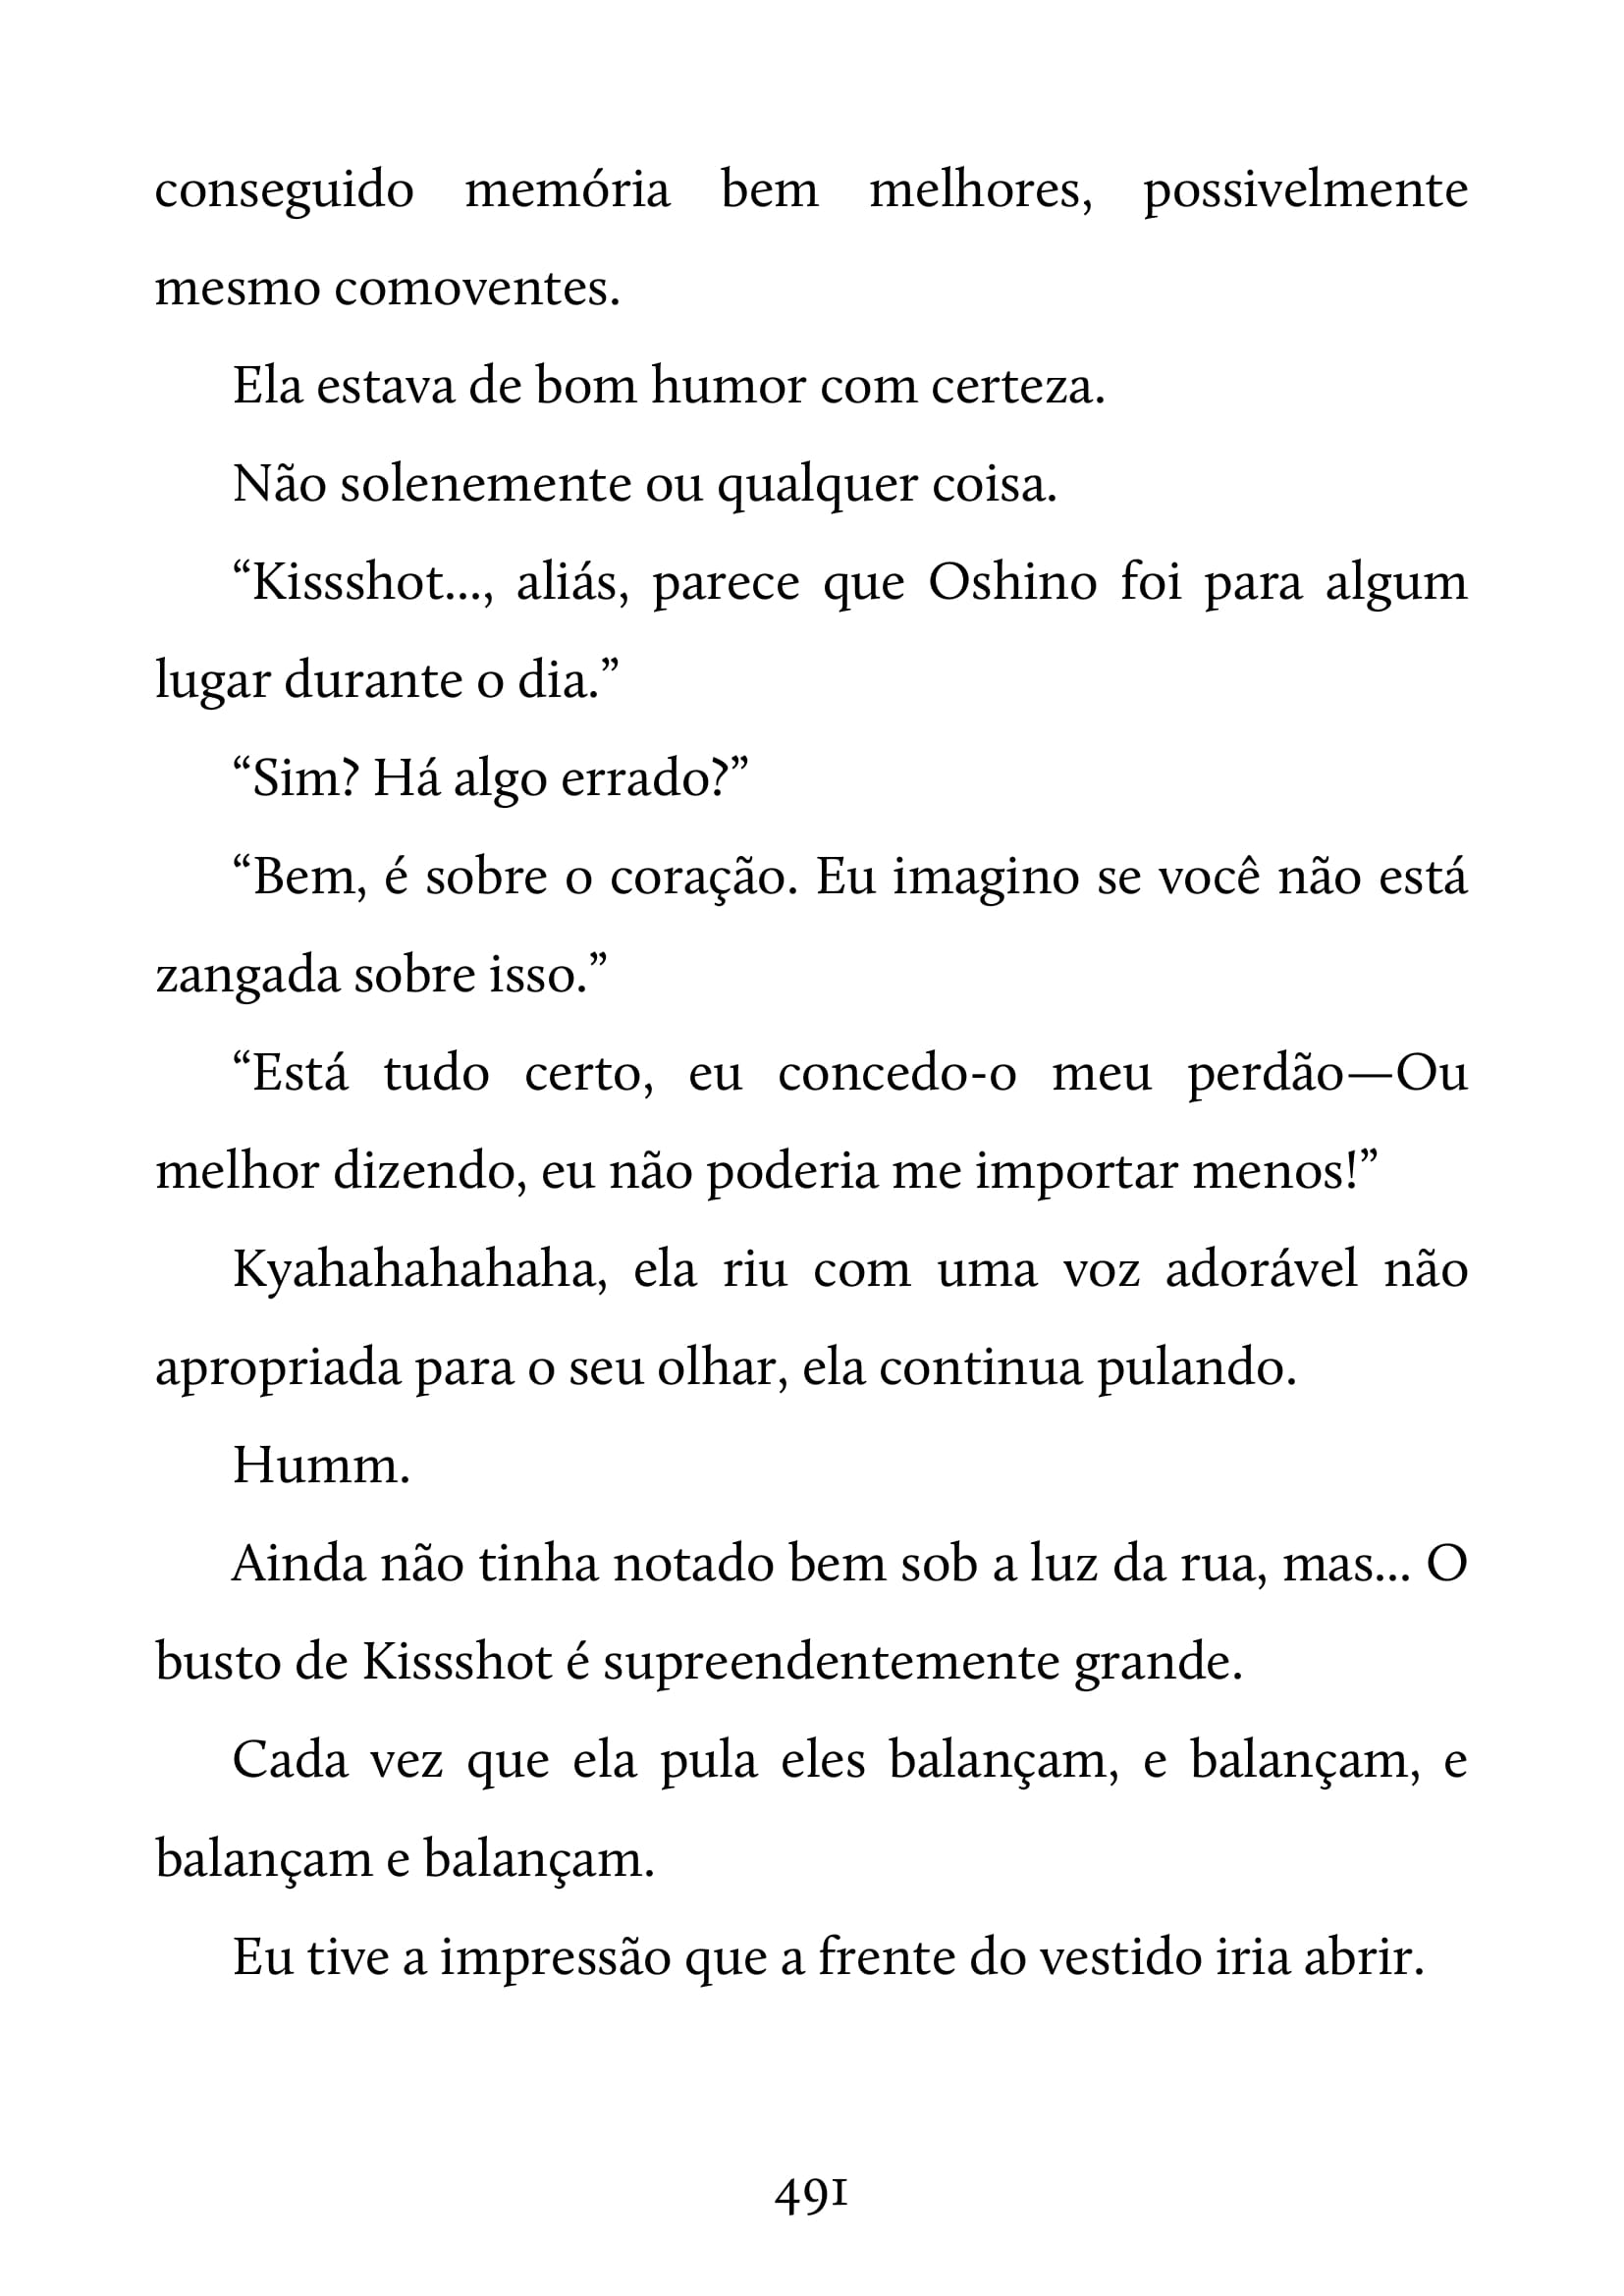 conseguido memória bem melhores, possivelmente
mesmo comoventes.
Ela estava de bom humor com certeza.
Não solenemente ou qualquer coisa.
“Kissshot..., aliás, parece que Oshino foi para algum
lugar durante o dia.”
“Sim? Há algo errado?”
“Bem, é sobre o coração. Eu imagino se você não está
zangada sobre isso.”
“Está tudo certo, eu concedo-o meu perdão—Ou
melhor dizendo, eu não poderia me importar menos!”
Kyahahahahaha, ela riu com uma voz adorável não
apropriada para o seu olhar, ela continua pulando.
Humm.
Ainda não tinha notado bem sob a luz da rua, mas... O
busto de Kissshot é supreendentemente grande.
Cada vez que ela pula eles balançam, e balançam, e
balançam e balançam.
Eu tive a impressão que a frente do vestido iria abrir.
491